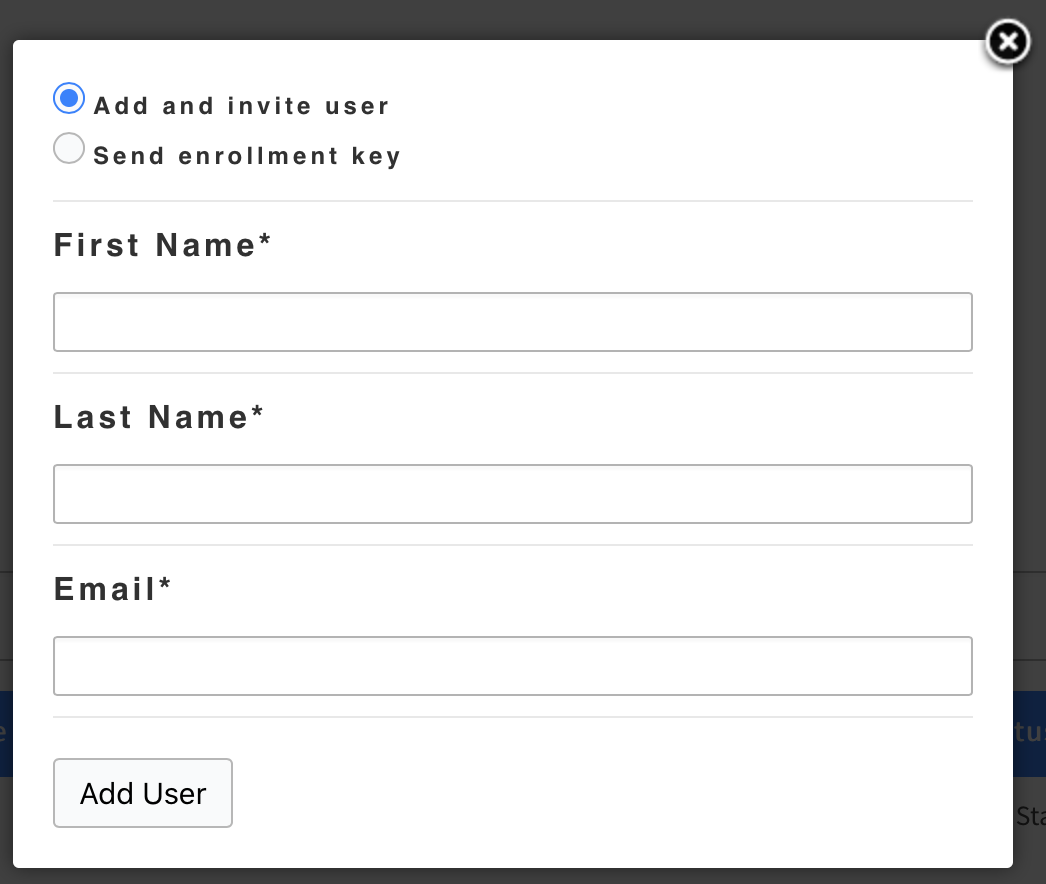 Add and invite user
Send enrollment key
First Name*
Last Name*
Email*
Add User